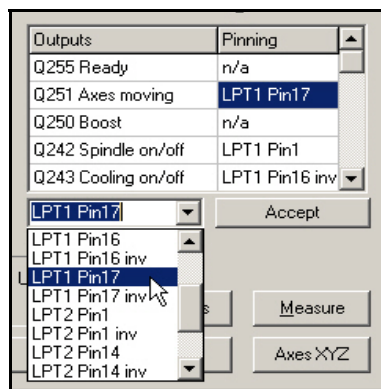 Outputs Pinning
Q255 Ready n/a
Q251 Axes moving LPT1 Pin17
Q250 Boost n/a
Q242 Spindle on/off LPT1 Pin1
Q243 Cooling on/off LPT1 Pin16 inv
LPT1 Pin17 Accept
LPT1 Pin16
LPT1 Pin16 inv
LPT1 Pin17
LPT1 Pin17 inv
LPT2 Pin1
LPT2 Pin1 inv
LPT2 Pin14
LPT2 Pin14 inv
Measure
Axes XYZ